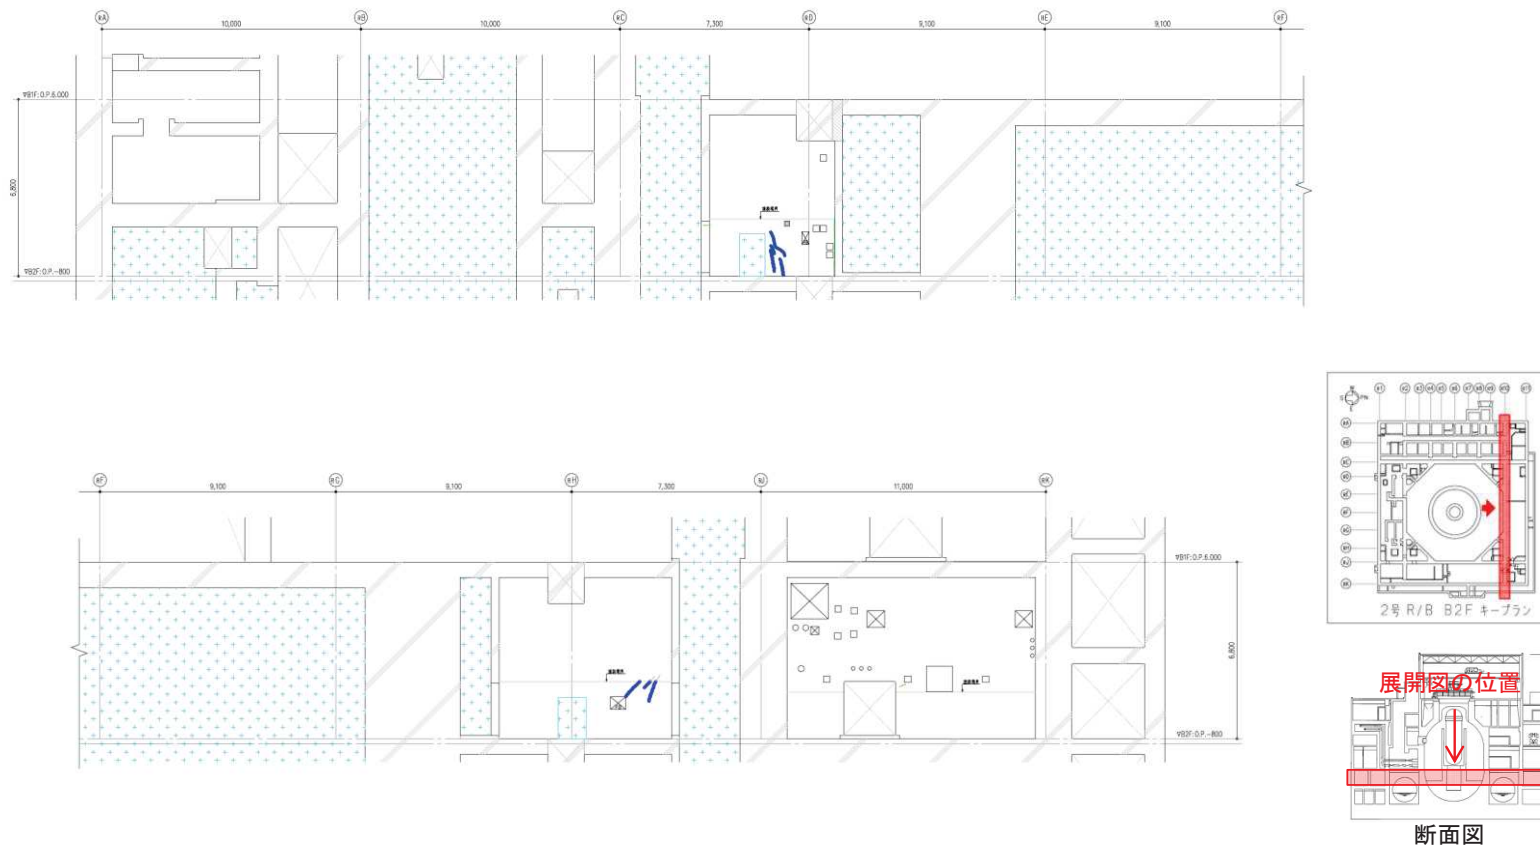 RA RB RC RD RE RF
10,000 10,000 7,300 9,100 9,100
▽B1F:O.P.6,000
6,800
▽B2F:O.P.-800
RF RG RH RJ RK
9,100 9,100 7,300 11,000
▽B1F:O.P.6,000
6,800
▽B2F:O.P.-800
2号 R/B B2F キープラン
展開図の位置
断面図